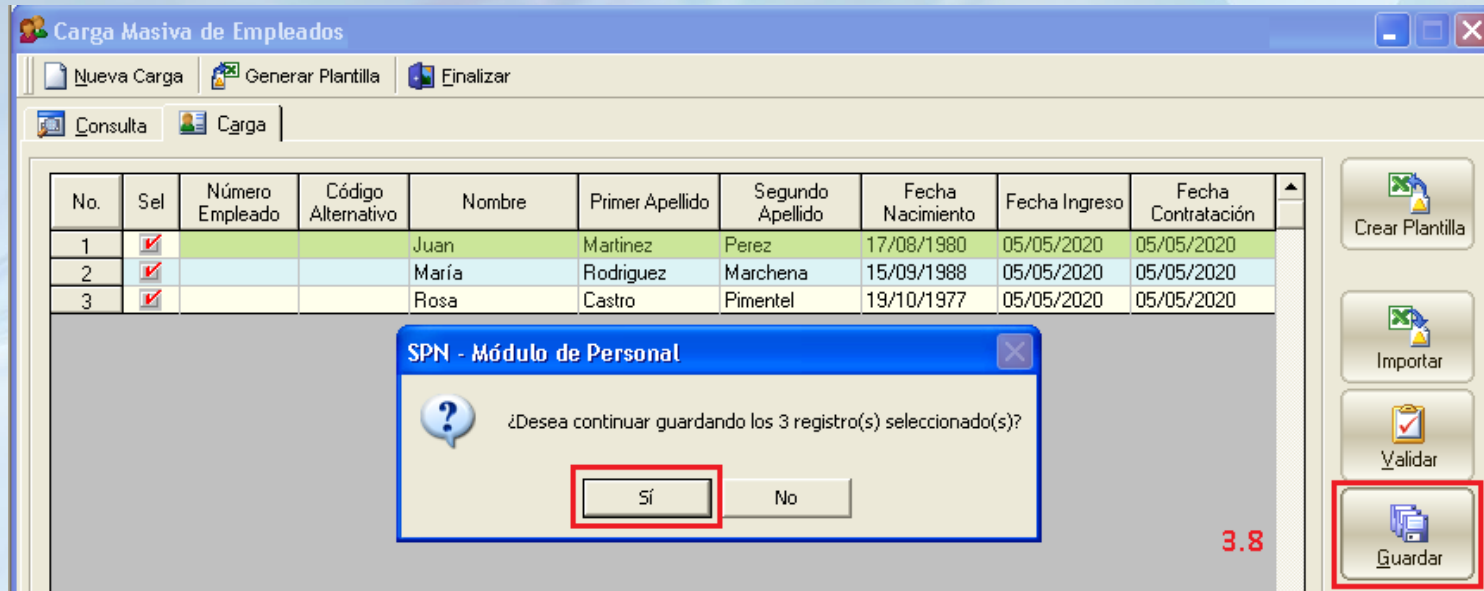 Carga Masiva de Empleados
Nueva Carga Generar Plantilla Finalizar
Consulta Carga
No. Sel Número Empleado Código Alternativo Nombre Primer Apellido Segundo Apellido Fecha Nacimiento Fecha Ingreso Fecha Contratación
1 Juan Martinez Perez 17/08/1980 05/05/2020 05/05/2020
2 María Rodriguez Marchena 15/09/1988 05/05/2020 05/05/2020
3 Rosa Castro Pimentel 19/10/1977 05/05/2020 05/05/2020
SPN - Módulo de Personal
¿Desea continuar guardando los 3 registro(s) seleccionado(s)?
Sí No
3.8
Crear Plantilla
Importar
Validar
Guardar